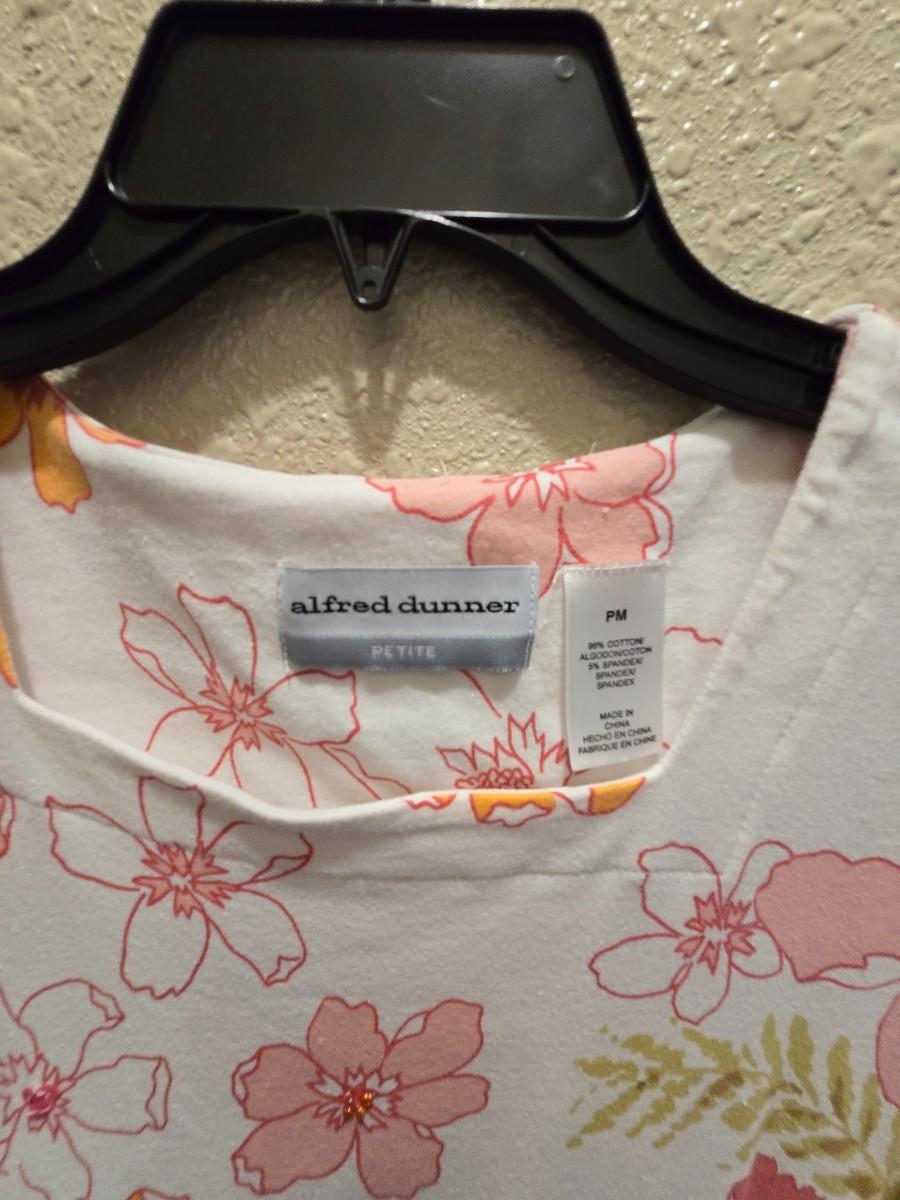 alfred dunner
PETITE
PM
95% COTTON/
ALGODON/COTON
5% SPANDEX/
SPANDEX/
SPANDEX
MADE IN
CHINA
HECHO EN CHINA
FABRIQUE EN CHINE